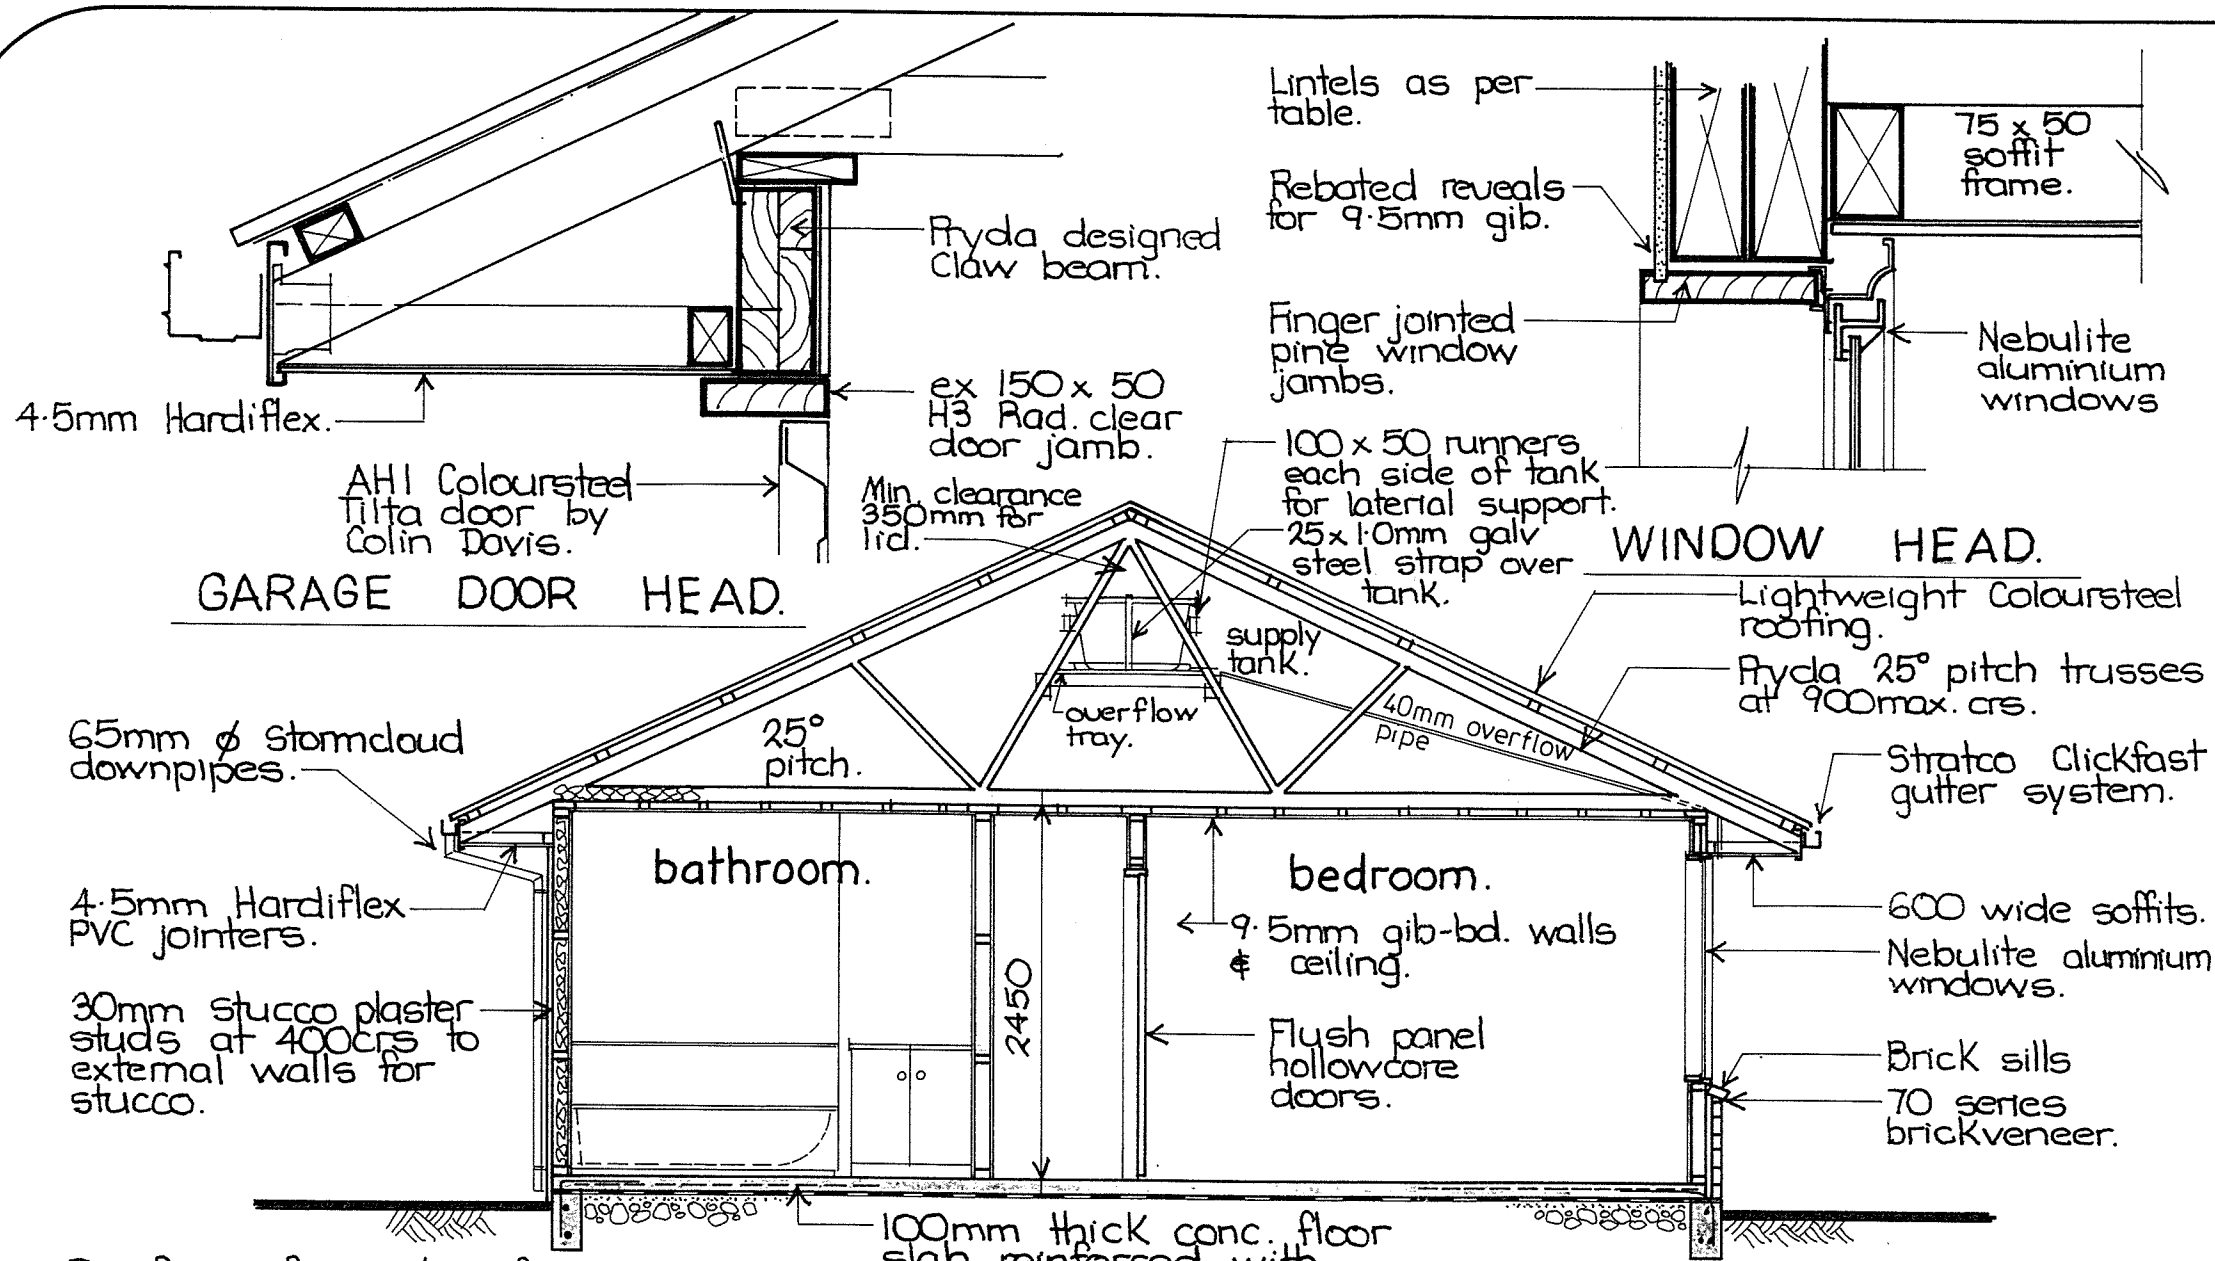 Lintels as per
table.
75 x 50
soffit
frame.
Rebated reveals
for 9.5mm gib.
Pryda designed
Claw beam.
Finger jointed
pine window
jambs.
Nebulite
aluminium
windows
4.5mm Hardiflex.
ex 150 x 50
H3 Rad. clear
door jamb.
AHI Coloursteel
Tilta door by
Colin Davis.
GARAGE DOOR HEAD.
Min. clearance
350mm for
lid.
100 x 50 runners
each side of tank
for laterial support.
25 x 1.0mm galv
steel strap over
tank.
WINDOW HEAD.
Lightweight Coloursteel
roofing.
Pryda 25° pitch trusses
at 900max. crs.
supply
tank.
overflow
tray.
40mm overflow
pipe
25°
pitch.
65mm ø Stormcloud
downpipes.
Stratco Clickfast
gutter system.
bathroom.
bedroom.
4.5mm Hardiflex
PVC jointers.
600 wide soffits.
9.5mm gib-bd. walls
& ceiling.
Nebulite aluminium
windows.
2450
30mm stucco plaster
studs at 400crs to
external walls for
stucco.
Flush panel
hollowcore
doors.
Brick sills
70 series
brickveneer.
100mm thick conc. floor
slab reinforced with